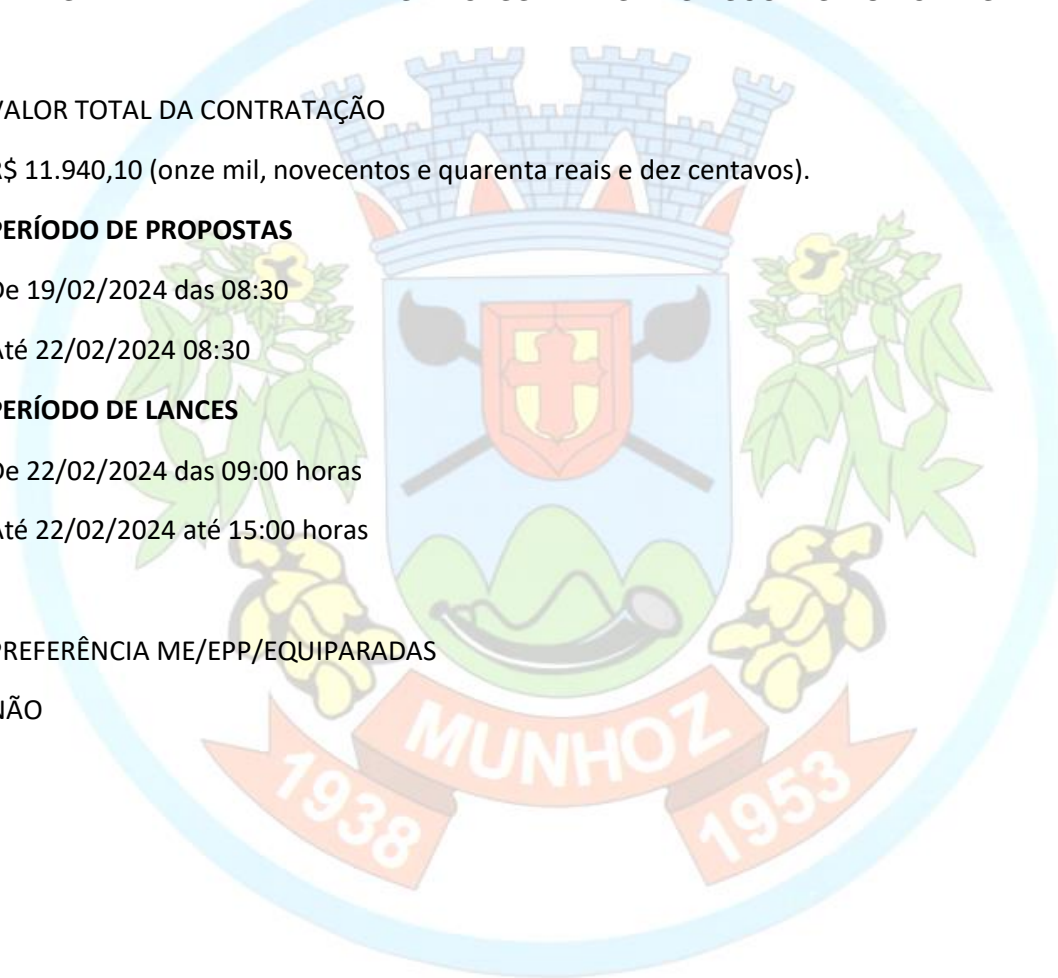 VALOR TOTAL DA CONTRATAÇÃO
R$ 11.940,10 (onze mil, novecentos e quarenta reais e dez centavos).
PERÍODO DE PROPOSTAS
De 19/02/2024 das 08:30
Até 22/02/2024 08:30
PERÍODO DE LANCES
De 22/02/2024 das 09:00 horas
Até 22/02/2024 até 15:00 horas
PREFERÊNCIA ME/EPP/EQUIPARADAS
NÃO
MUNHOZ
1938
1953